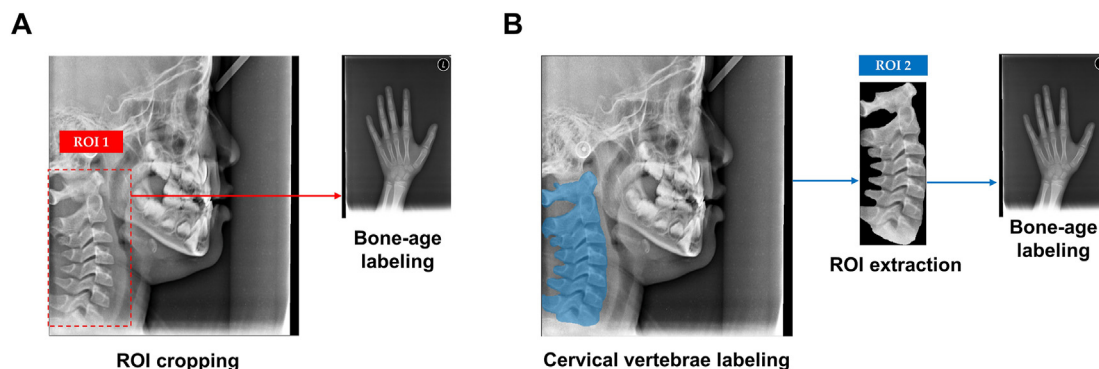 A
ROI 1
Bone-age
labeling
ROI cropping
B
ROI 2
ROI extraction
Bone-age
labeling
Cervical vertebrae labeling